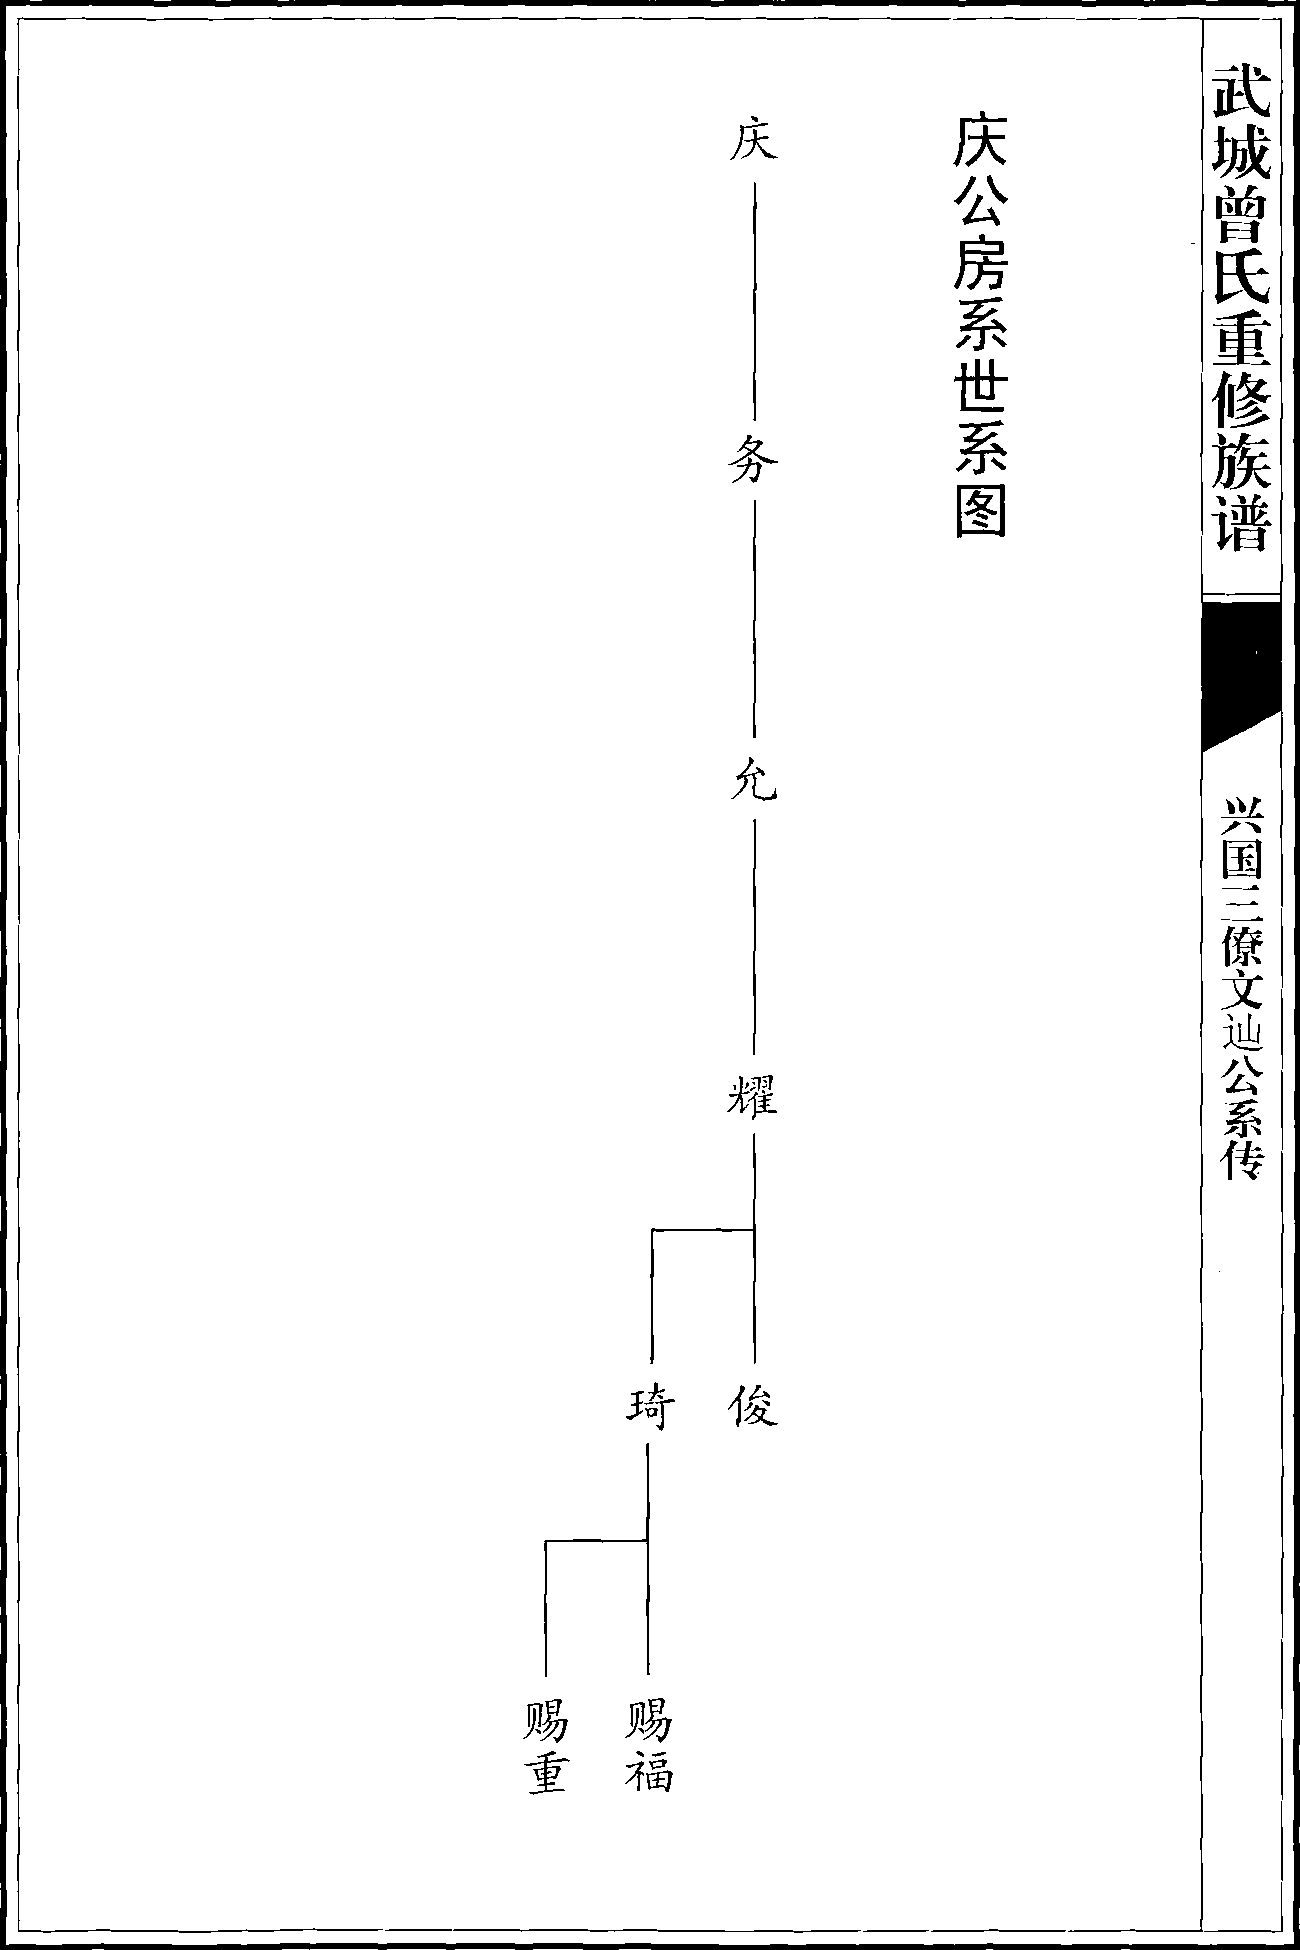 武城曾氏重修族谱
兴国三僚文辿公系传
庆公房系世系图
庆
务
允
耀
俊
琦
赐福
赐重